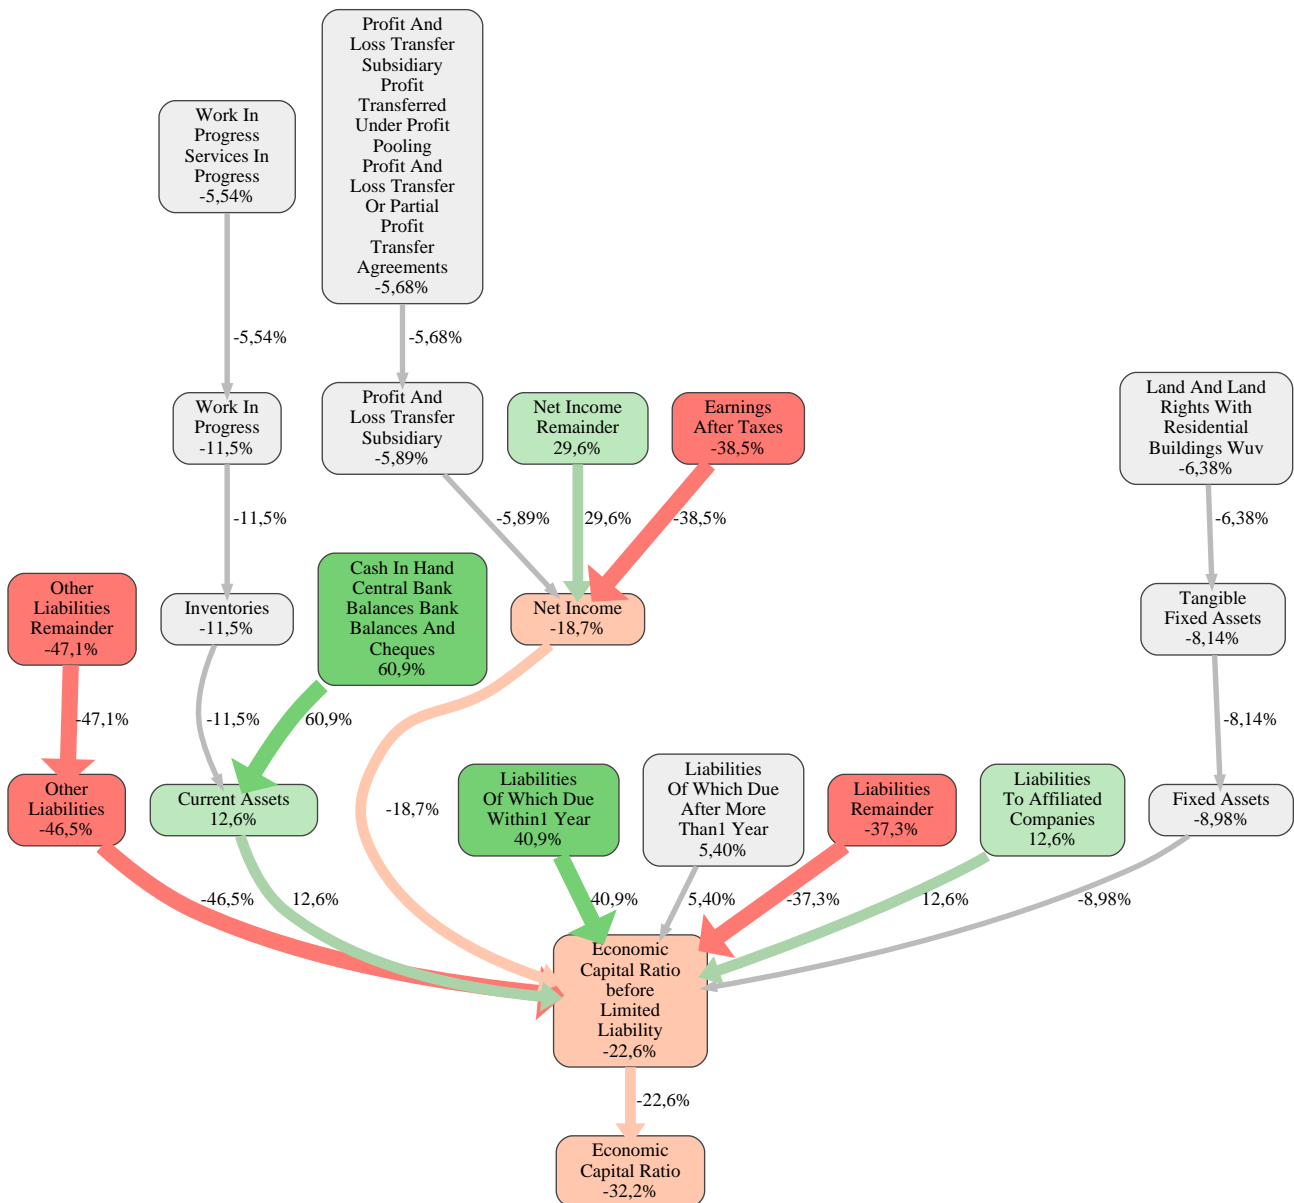 Profit And
Loss Transfer
Subsidiary
Profit
Transferred
Under Profit
Pooling
Profit And
Loss Transfer
Or Partial
Profit
Transfer
Agreements
-5,68%
Work In
Progress
Services In
Progress
-5,54%
-5,54%
-5,68%
Work In
Progress
-11,5%
Profit And
Loss Transfer
Subsidiary
-5,89%
Net Income
Remainder
29,6%
Earnings
After Taxes
-38,5%
Land And Land
Rights With
Residential
Buildings Wuv
-6,38%
-11,5%
-5,89%
29,6%
-38,5%
-6,38%
Other
Liabilities
Remainder
-47,1%
Inventories
-11,5%
Cash In Hand
Central Bank
Balances Bank
Balances And
Cheques
60,9%
Net Income
-18,7%
Tangible
Fixed Assets
-8,14%
-47,1%
-11,5%
60,9%
-18,7%
-8,14%
Other
Liabilities
-46,5%
Current Assets
12,6%
Liabilities
Of Which Due
Within1 Year
40,9%
Liabilities
Of Which Due
After More
Than1 Year
5,40%
Liabilities
Remainder
-37,3%
Liabilities
To Affiliated
Companies
12,6%
Fixed Assets
-8,98%
-46,5%
12,6%
40,9%
5,40%
-37,3%
12,6%
-8,98%
Economic
Capital Ratio
before
Limited
Liability
-22,6%
-22,6%
Economic
Capital Ratio
-32,2%